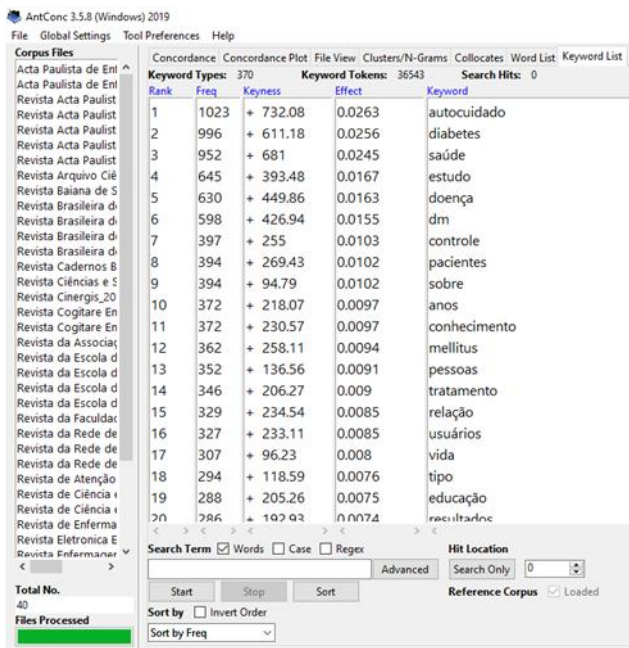 AntConc 3.5.8 (Windows) 2019
File Global Settings Tool Preferences Help
Corpus Files
Acta Paulista de Enf
Acta Paulista de Enf
Revista Acta Paulist
Revista Acta Paulist
Revista Acta Paulist
Revista Acta Paulist
Revista Acta Paulist
Revista Arquivo Ciê
Revista Baiana de S
Revista Brasileira d
Revista Brasileira d
Revista Brasileira d
Revista Brasileira d
Revista Cadernos B
Revista Ciências e S
Revista Cinergis_20
Revista Cogitare En
Revista Cogitare En
Revista da Associaç
Revista da Escola d
Revista da Escola d
Revista da Escola d
Revista da Escola d
Revista da Faculdac
Revista da Rede de
Revista da Rede de
Revista da Rede de
Revista de Atenção
Revista de Ciência e
Revista de Ciência e
Revista de Enferma
Revista Eletronica E
Revista Enfermager
Total No.
40
Files Processed
Concordance Concordance Plot File View Clusters/N-Grams Collocates Word List Keyword List
Keyword Types: 370 Keyword Tokens: 36543 Search Hits: 0
Rank Freq Keyness Effect Keyword
1 1023 + 732.08 0.0263 autocuidado
2 996 + 611.18 0.0256 diabetes
3 952 + 681 0.0245 saúde
4 645 + 393.48 0.0167 estudo
5 630 + 449.86 0.0163 doença
6 598 + 426.94 0.0155 dm
7 397 + 255 0.0103 controle
8 394 + 269.43 0.0102 pacientes
9 394 + 94.79 0.0102 sobre
10 372 + 218.07 0.0097 anos
11 372 + 230.57 0.0097 conhecimento
12 362 + 258.11 0.0094 mellitus
13 352 + 136.56 0.0091 pessoas
14 346 + 206.27 0.009 tratamento
15 329 + 234.54 0.0085 relação
16 327 + 233.11 0.0085 usuários
17 307 + 96.23 0.008 vida
18 294 + 118.59 0.0076 tipo
19 288 + 205.26 0.0075 educação
20 286 + 192.93 0.0074 resultados
Search Term Words Case Regex Hit Location
Advanced Search Only 0
Start Stop Sort Reference Corpus Loaded
Sort by Invert Order
Sort by Freq